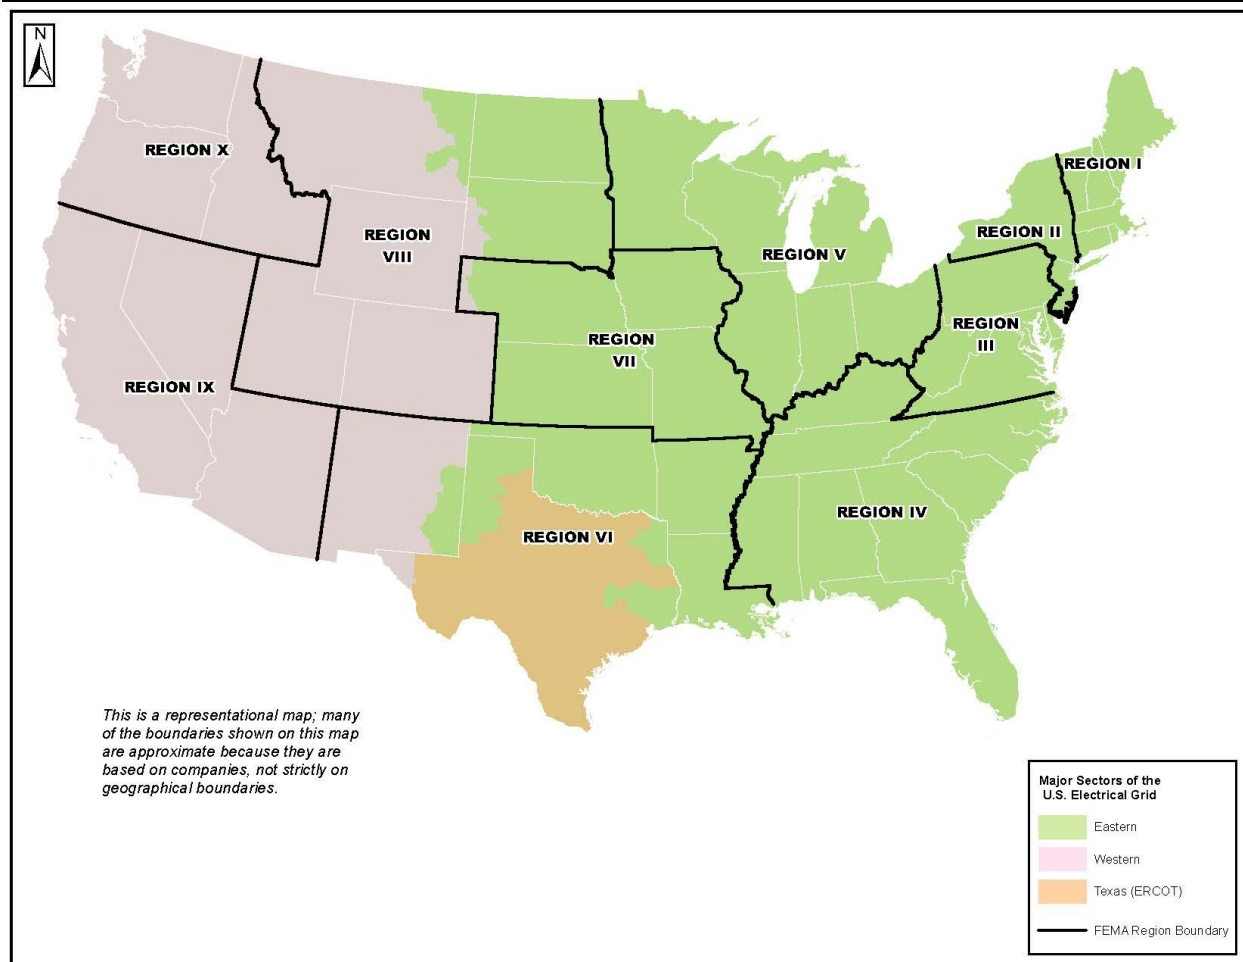 N
REGION X
REGION I
REGION II
REGION
VIII
REGION V
REGION
III
REGION
VII
REGION IX
REGION IV
REGION VI
This is a representational map; many
of the boundaries shown on this map
are approximate because they are
based on companies, not strictly on
geographical boundaries.
Major Sectors of the
U.S. Electrical Grid
Eastern
Western
Texas (ERCOT)
FEMA Region Boundary